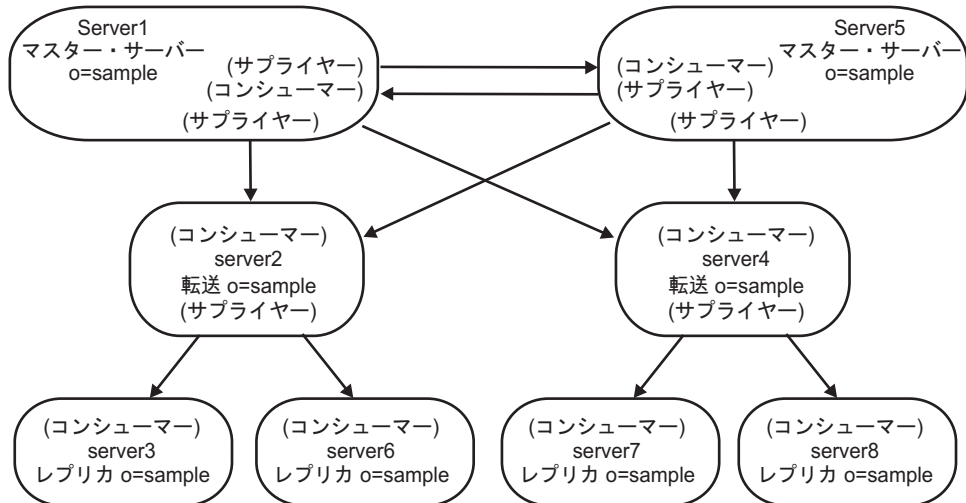 Server1
マスター・サーバー
o=sample
(サプライヤー)
(コンシューマー)
(サプライヤー)
Server5
マスター・サーバー
o=sample
(コンシューマー)
(サプライヤー)
(サプライヤー)
(コンシューマー)
server2
転送 o=sample
(サプライヤー)
(コンシューマー)
server4
転送 o=sample
(サプライヤー)
(コンシューマー)
server3
レプリカ o=sample
(コンシューマー)
server6
レプリカ o=sample
(コンシューマー)
server7
レプリカ o=sample
(コンシューマー)
server8
レプリカ o=sample